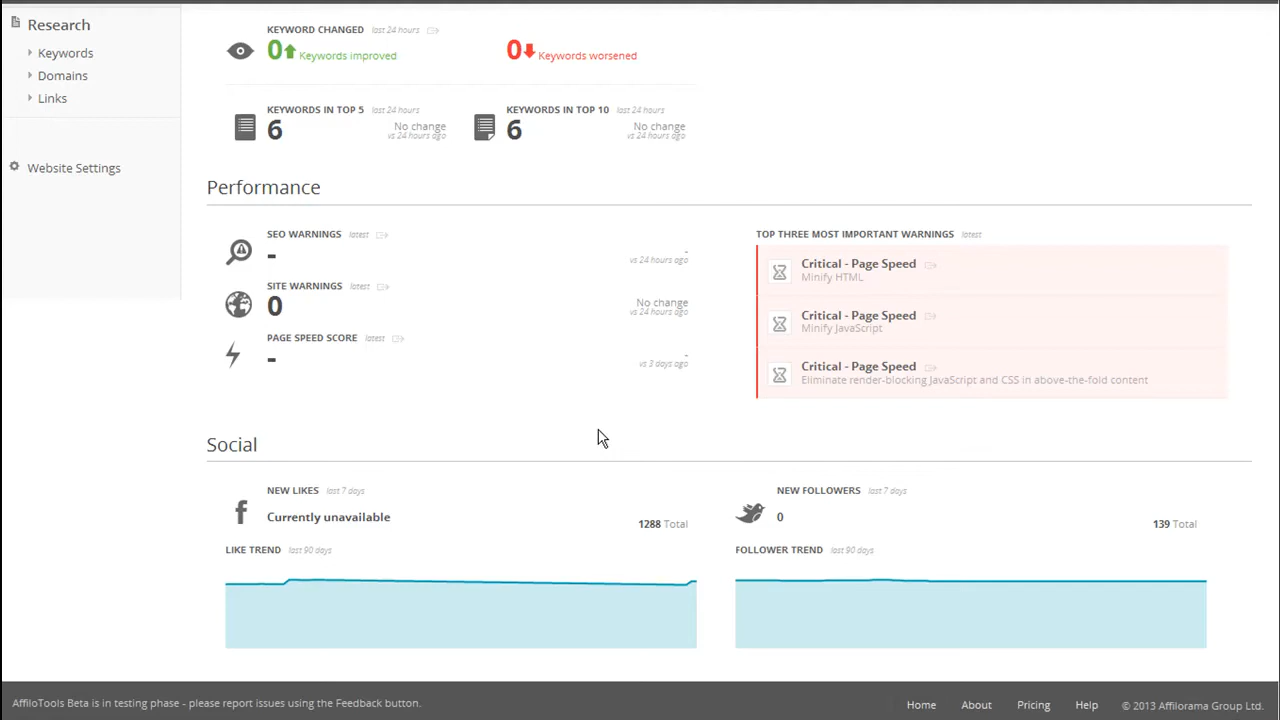 Research
Keywords
Domains
Links
Website Settings
KEYWORD CHANGED last 24 hours
0 Keywords improved
0 Keywords worsened
KEYWORDS IN TOP 5 last 24 hours
6 No change
vs 24 hours ago
KEYWORDS IN TOP 10 last 24 hours
6 No change
vs 24 hours ago
Performance
SEO WARNINGS latest
- -
vs 24 hours ago
SITE WARNINGS latest
0 No change
vs 24 hours ago
PAGE SPEED SCORE latest
- -
vs 3 days ago
TOP THREE MOST IMPORTANT WARNINGS latest
Critical - Page Speed
Minify HTML
Critical - Page Speed
Minify JavaScript
Critical - Page Speed
Eliminate render-blocking JavaScript and CSS in above-the-fold content
Social
NEW LIKES last 7 days
Currently unavailable
1288 Total
LIKE TREND last 90 days
NEW FOLLOWERS last 7 days
0
139 Total
FOLLOWER TREND last 90 days
AffiloTools Beta is in testing phase - please report issues using the Feedback button.
Home About Pricing Help © 2013 Affilorama Group Ltd.